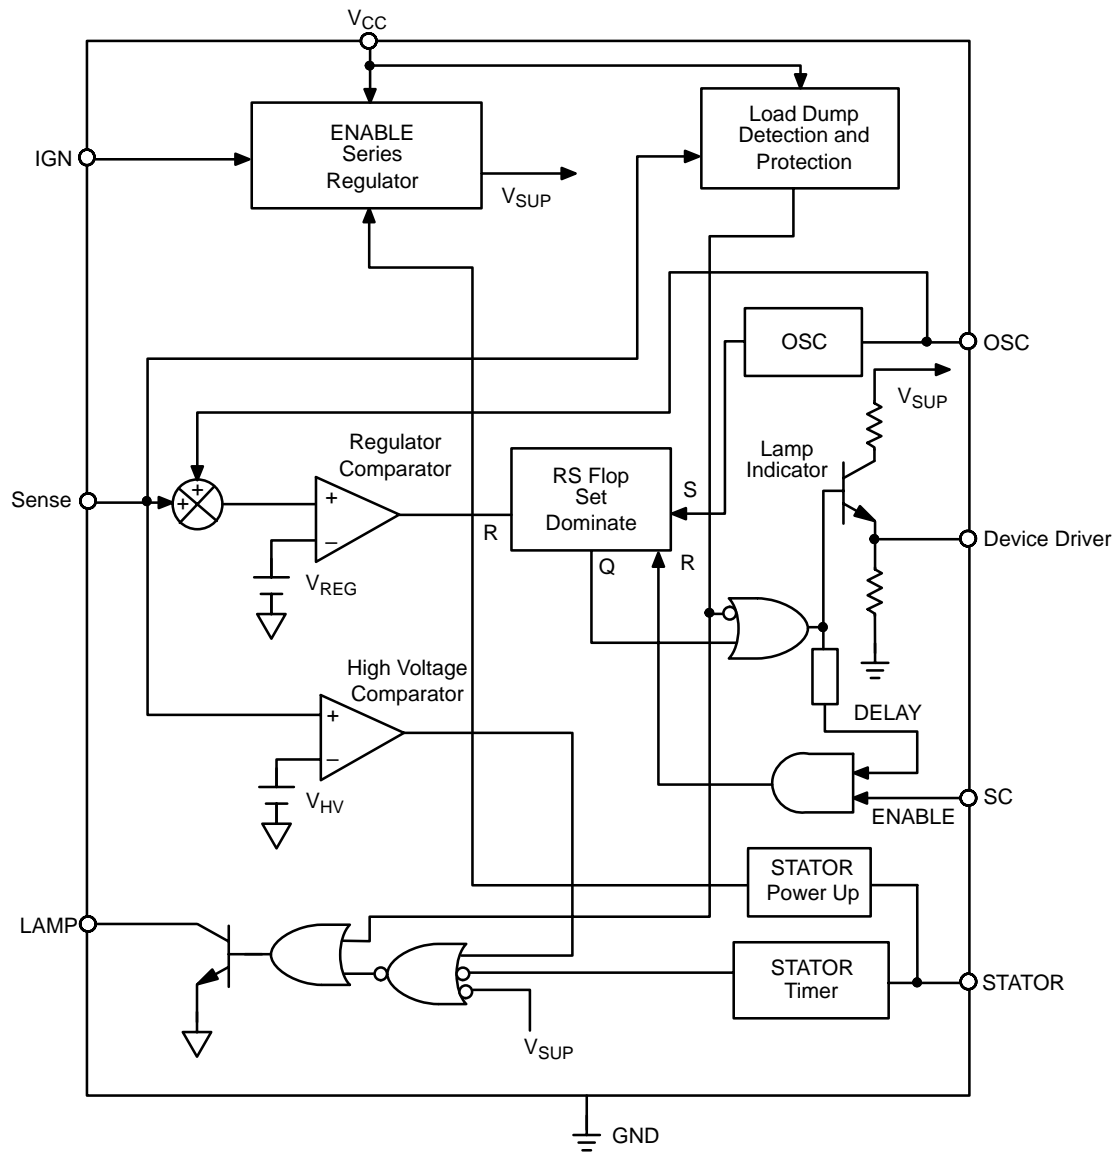 VCC
ENABLE
Series
Regulator
Load Dump
Detection and
Protection
IGN
VSUP
OSC
OSC
VSUP
Regulator
Comparator
Lamp
Indicator
RS Flop
Set
Dominate
S
Sense
+
+
+
−
R
Q
R
Device Driver
VREG
High Voltage
Comparator
+
−
DELAY
VHV
SC
ENABLE
STATOR
Power Up
LAMP
STATOR
Timer
STATOR
VSUP
GND